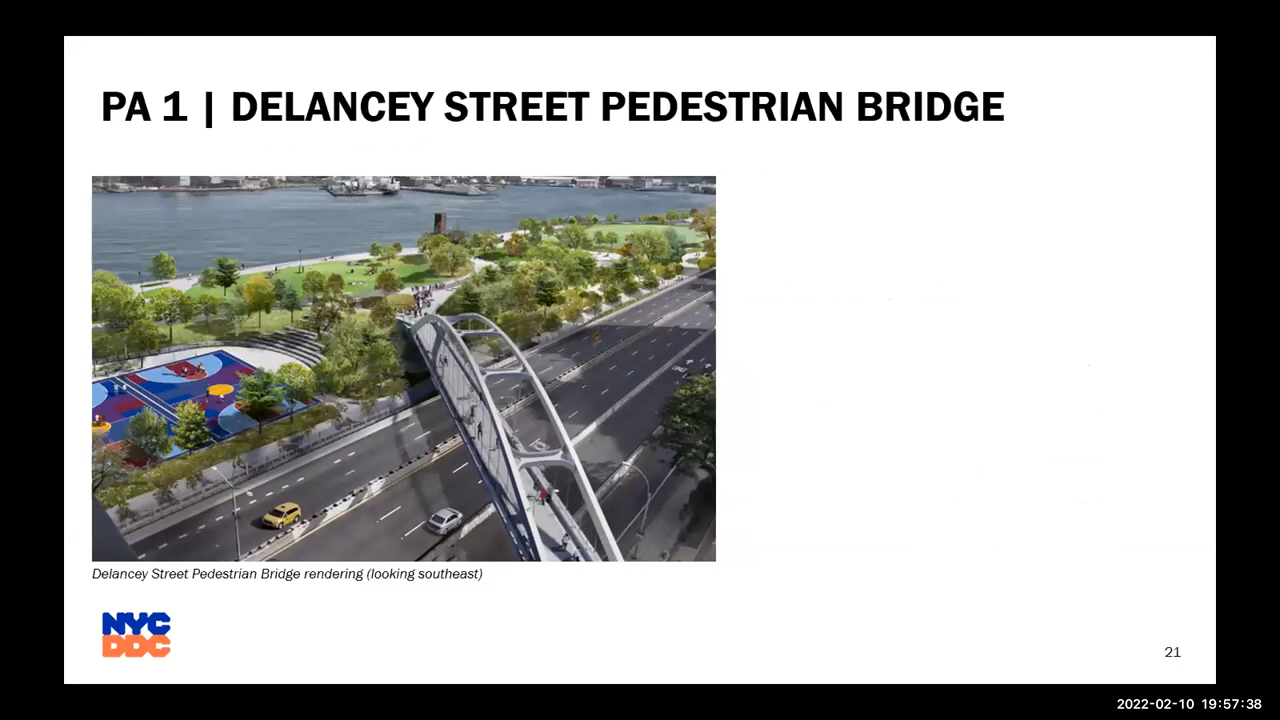 PA 1 | DELANCEY STREET PEDESTRIAN BRIDGE
Delancey Street Pedestrian Bridge rendering (looking southeast)
NYC
DDC
21
2022-02-10 19:57:38